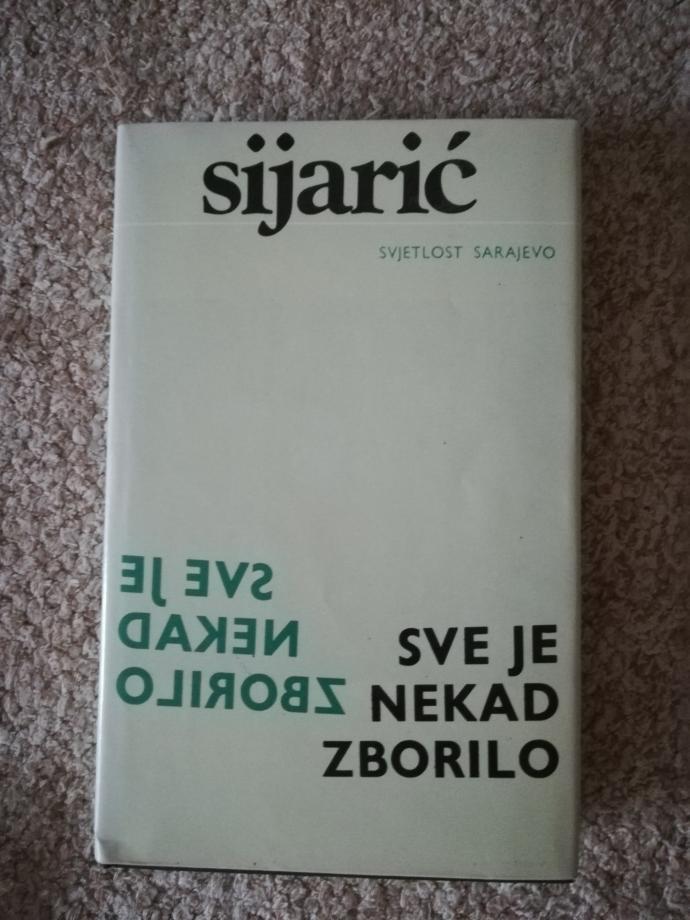 sijarić
SVJETLOST SARAJEVO
SVE JE
NEKAD
ZBORILO
SVE JE
NEKAD
ZBORILO